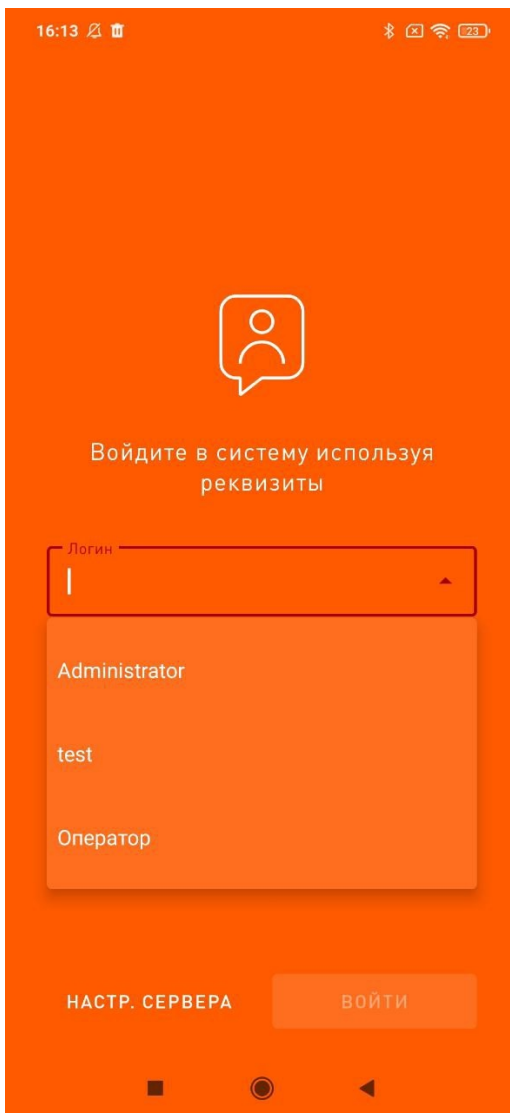 16:13
23
Войдите в систему используя
реквизиты
Логин
Administrator
test
Оператор
НАСТР. СЕРВЕРА
ВОЙТИ